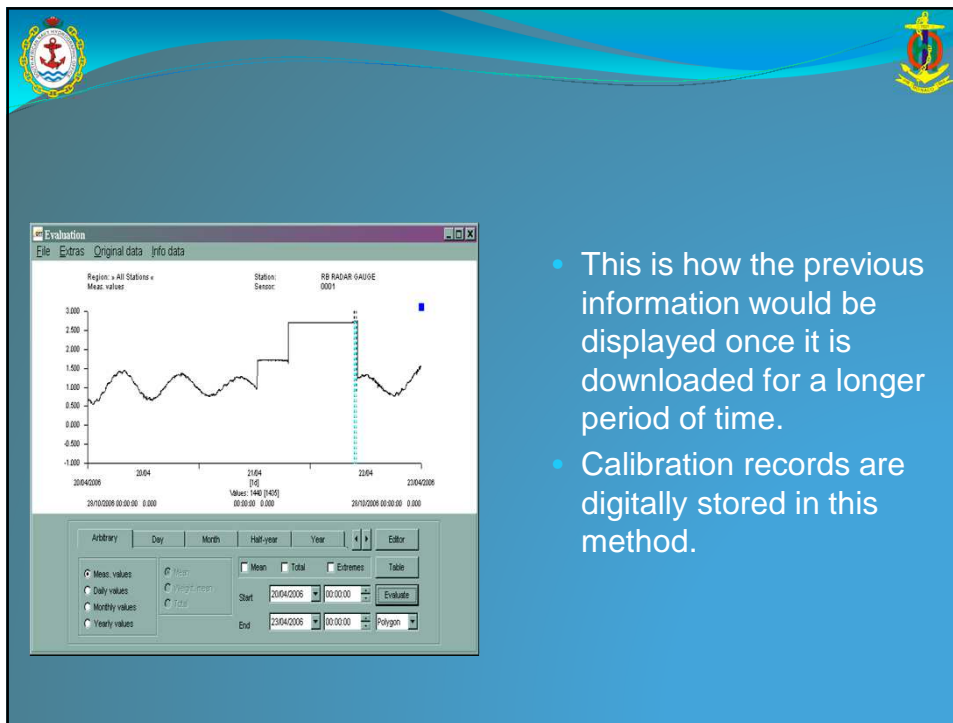 Evaluation
File Extras Original data Info data
Region: » All Stations « Station: RB RADAR GAUGE
Meas. values Sensor: 0001
3.000
2.500
2.000
1.500
1.000
0.500
0.000
-0.500
-1.000
20/04 21/04 22/04
20/04/2006 [1d] 23/04/2006
Values: 1440 [1435]
28/10/2006 00:00:00 0.000 00:00:00 0.000 28/10/2006 00:00:00 0.000
Arbitrary Day Month Half-year Year Editor
Meas. values Mean Mean Total Extremes Table
Daily values Weight. mean Start 20/04/2006 00:00:00 Evaluate
Monthly values Total
Yearly values End 23/04/2006 00:00:00 Polygon
This is how the previous
information would be
displayed once it is
downloaded for a longer
period of time.
Calibration records are
digitally stored in this
method.